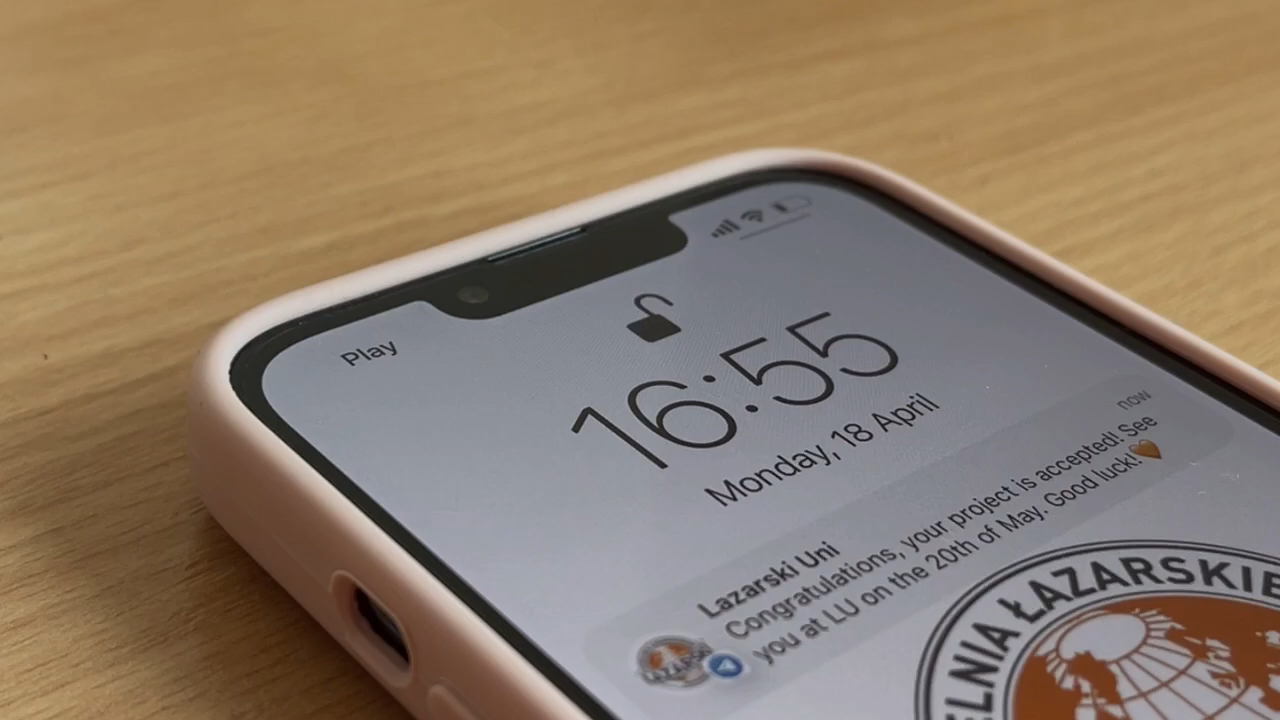 Play
16:55
Monday, 18 April
Lazarski Uni
now
Congratulations, your project is accepted! See
you at LU on the 20th of May. Good luck!🧡
ELNIA ŁAZARSKIE